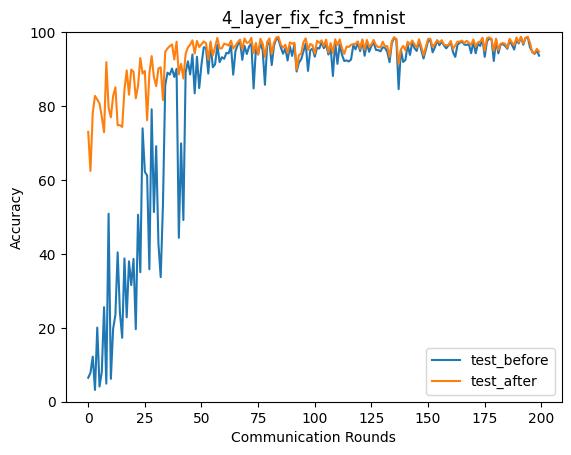 4_layer_fix_fc3_fmnist
100
80
60
40
20
0
Accuracy
0 25 50 75 100 125 150 175 200
Communication Rounds
test_before
test_after